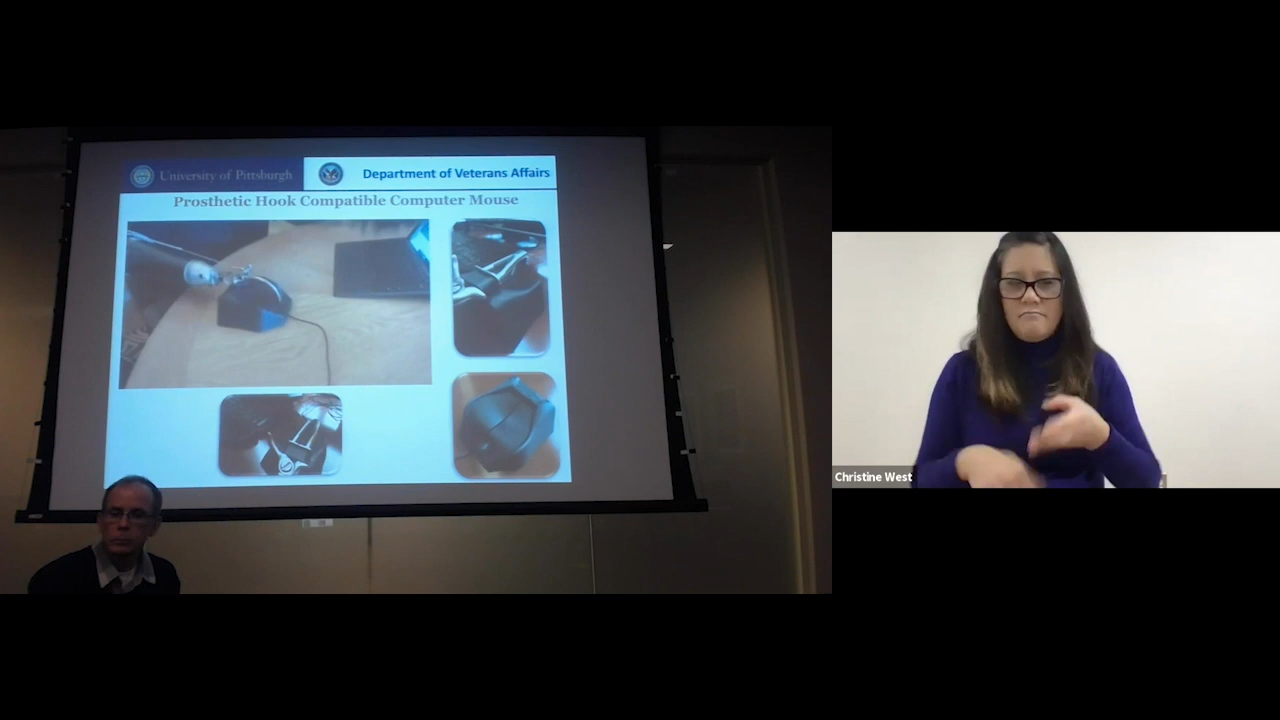 University of Pittsburgh
Department of Veterans Affairs
Prosthetic Hook Compatible Computer Mouse
Christine West